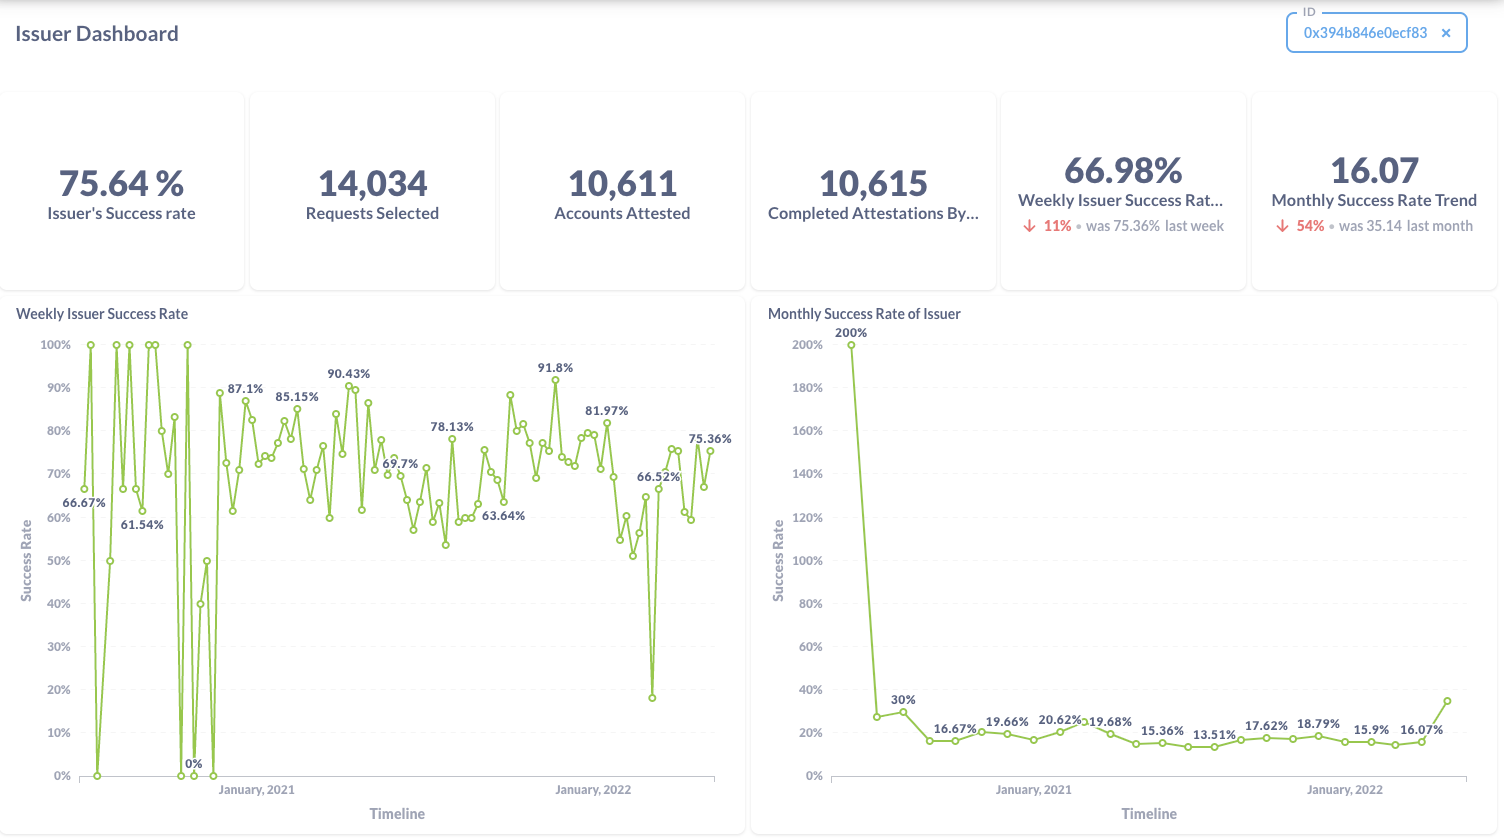 ID
Issuer Dashboard
0x394b846e0ecf83 ×
75.64 %
Issuer's Success rate
14,034
Requests Selected
10,611
Accounts Attested
10,615
Completed Attestations By...
66.98%
Weekly Issuer Success Rat...
↓ 11% • was 75.36% last week
16.07
Monthly Success Rate Trend
↓ 54% • was 35.14 last month
Weekly Issuer Success Rate
100%
90%
80%
70%
60%
50%
40%
30%
20%
10%
0%
Success Rate
66.67%
61.54%
0%
87.1%
85.15%
90.43%
69.7%
78.13%
63.64%
91.8%
81.97%
66.52%
75.36%
January, 2021
January, 2022
Timeline
Monthly Success Rate of Issuer
200%
180%
160%
140%
120%
100%
80%
60%
40%
20%
0%
Success Rate
200%
30%
16.67%
19.66%
20.62%
19.68%
15.36%
13.51%
17.62%
18.79%
15.9%
16.07%
January, 2021
January, 2022
Timeline